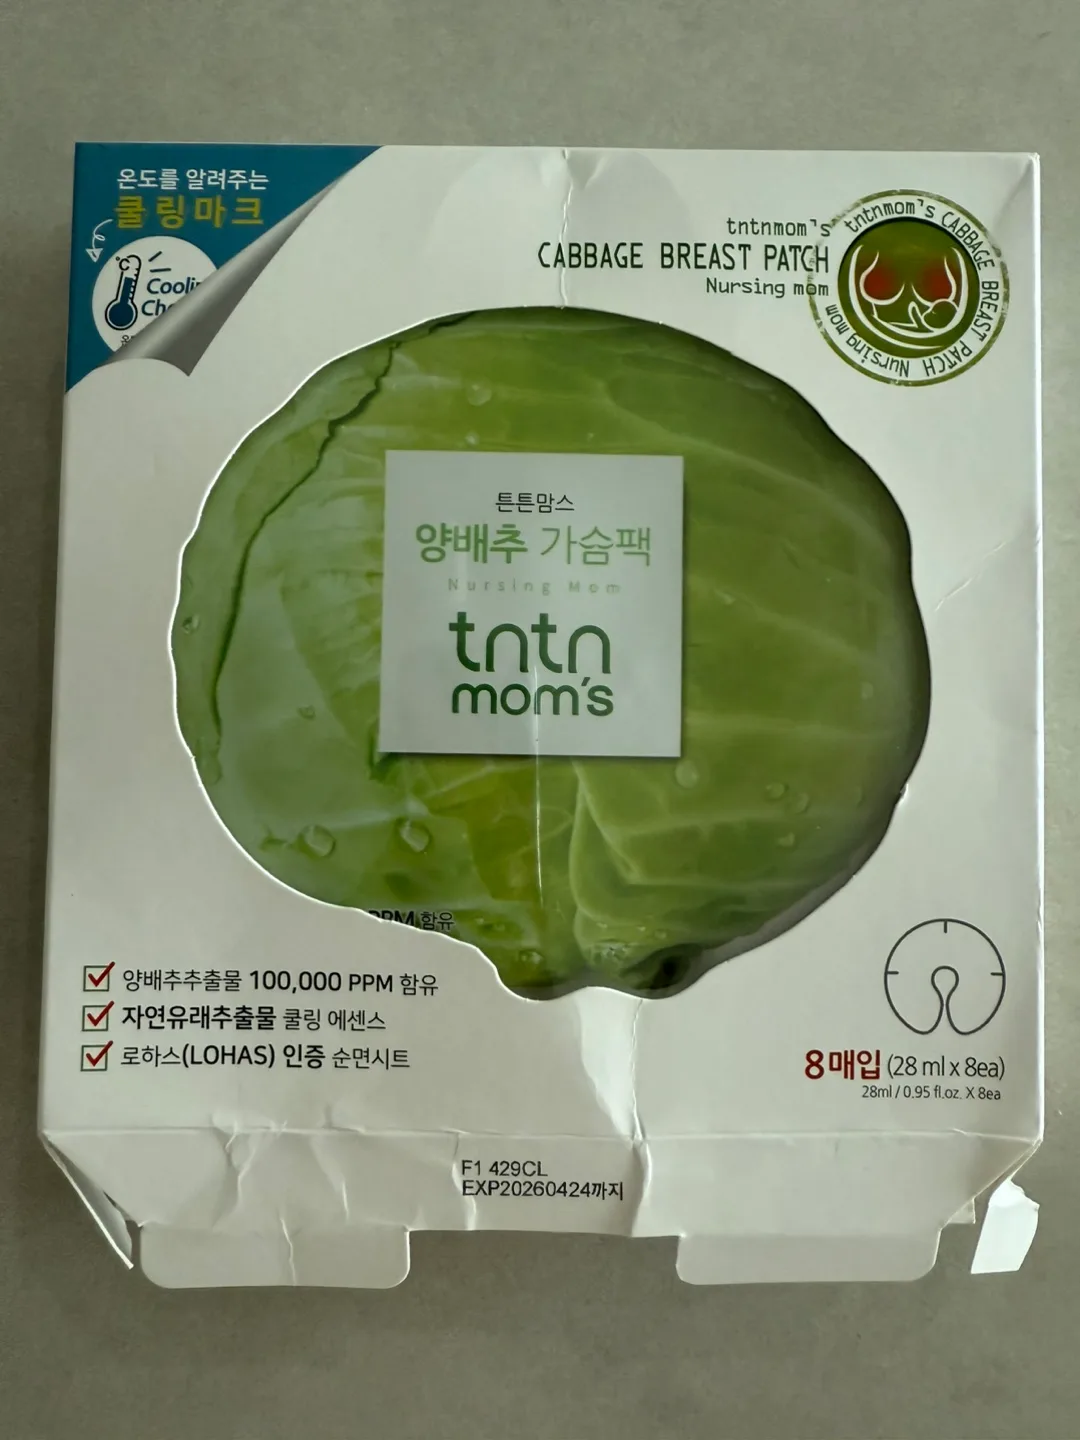 온도를 알려주는
쿨링마크
°C
tntnmom's
CABBAGE BREAST PATCH
Nursing mom
tntnmom's CABBAGE BREAST PATCH Nursing mom
튼튼맘스
양배추 가슴팩
Nursing Mom
tntn
mom's
PPM 함유
양배추추출물 100,000 PPM 함유
자연유래추출물 쿨링 에센스
로하스(LOHAS) 인증 순면시트
8매입 (28 ml x 8ea)
28ml / 0.95 fl.oz. X 8ea
F1 429CL
EXP20260424까지